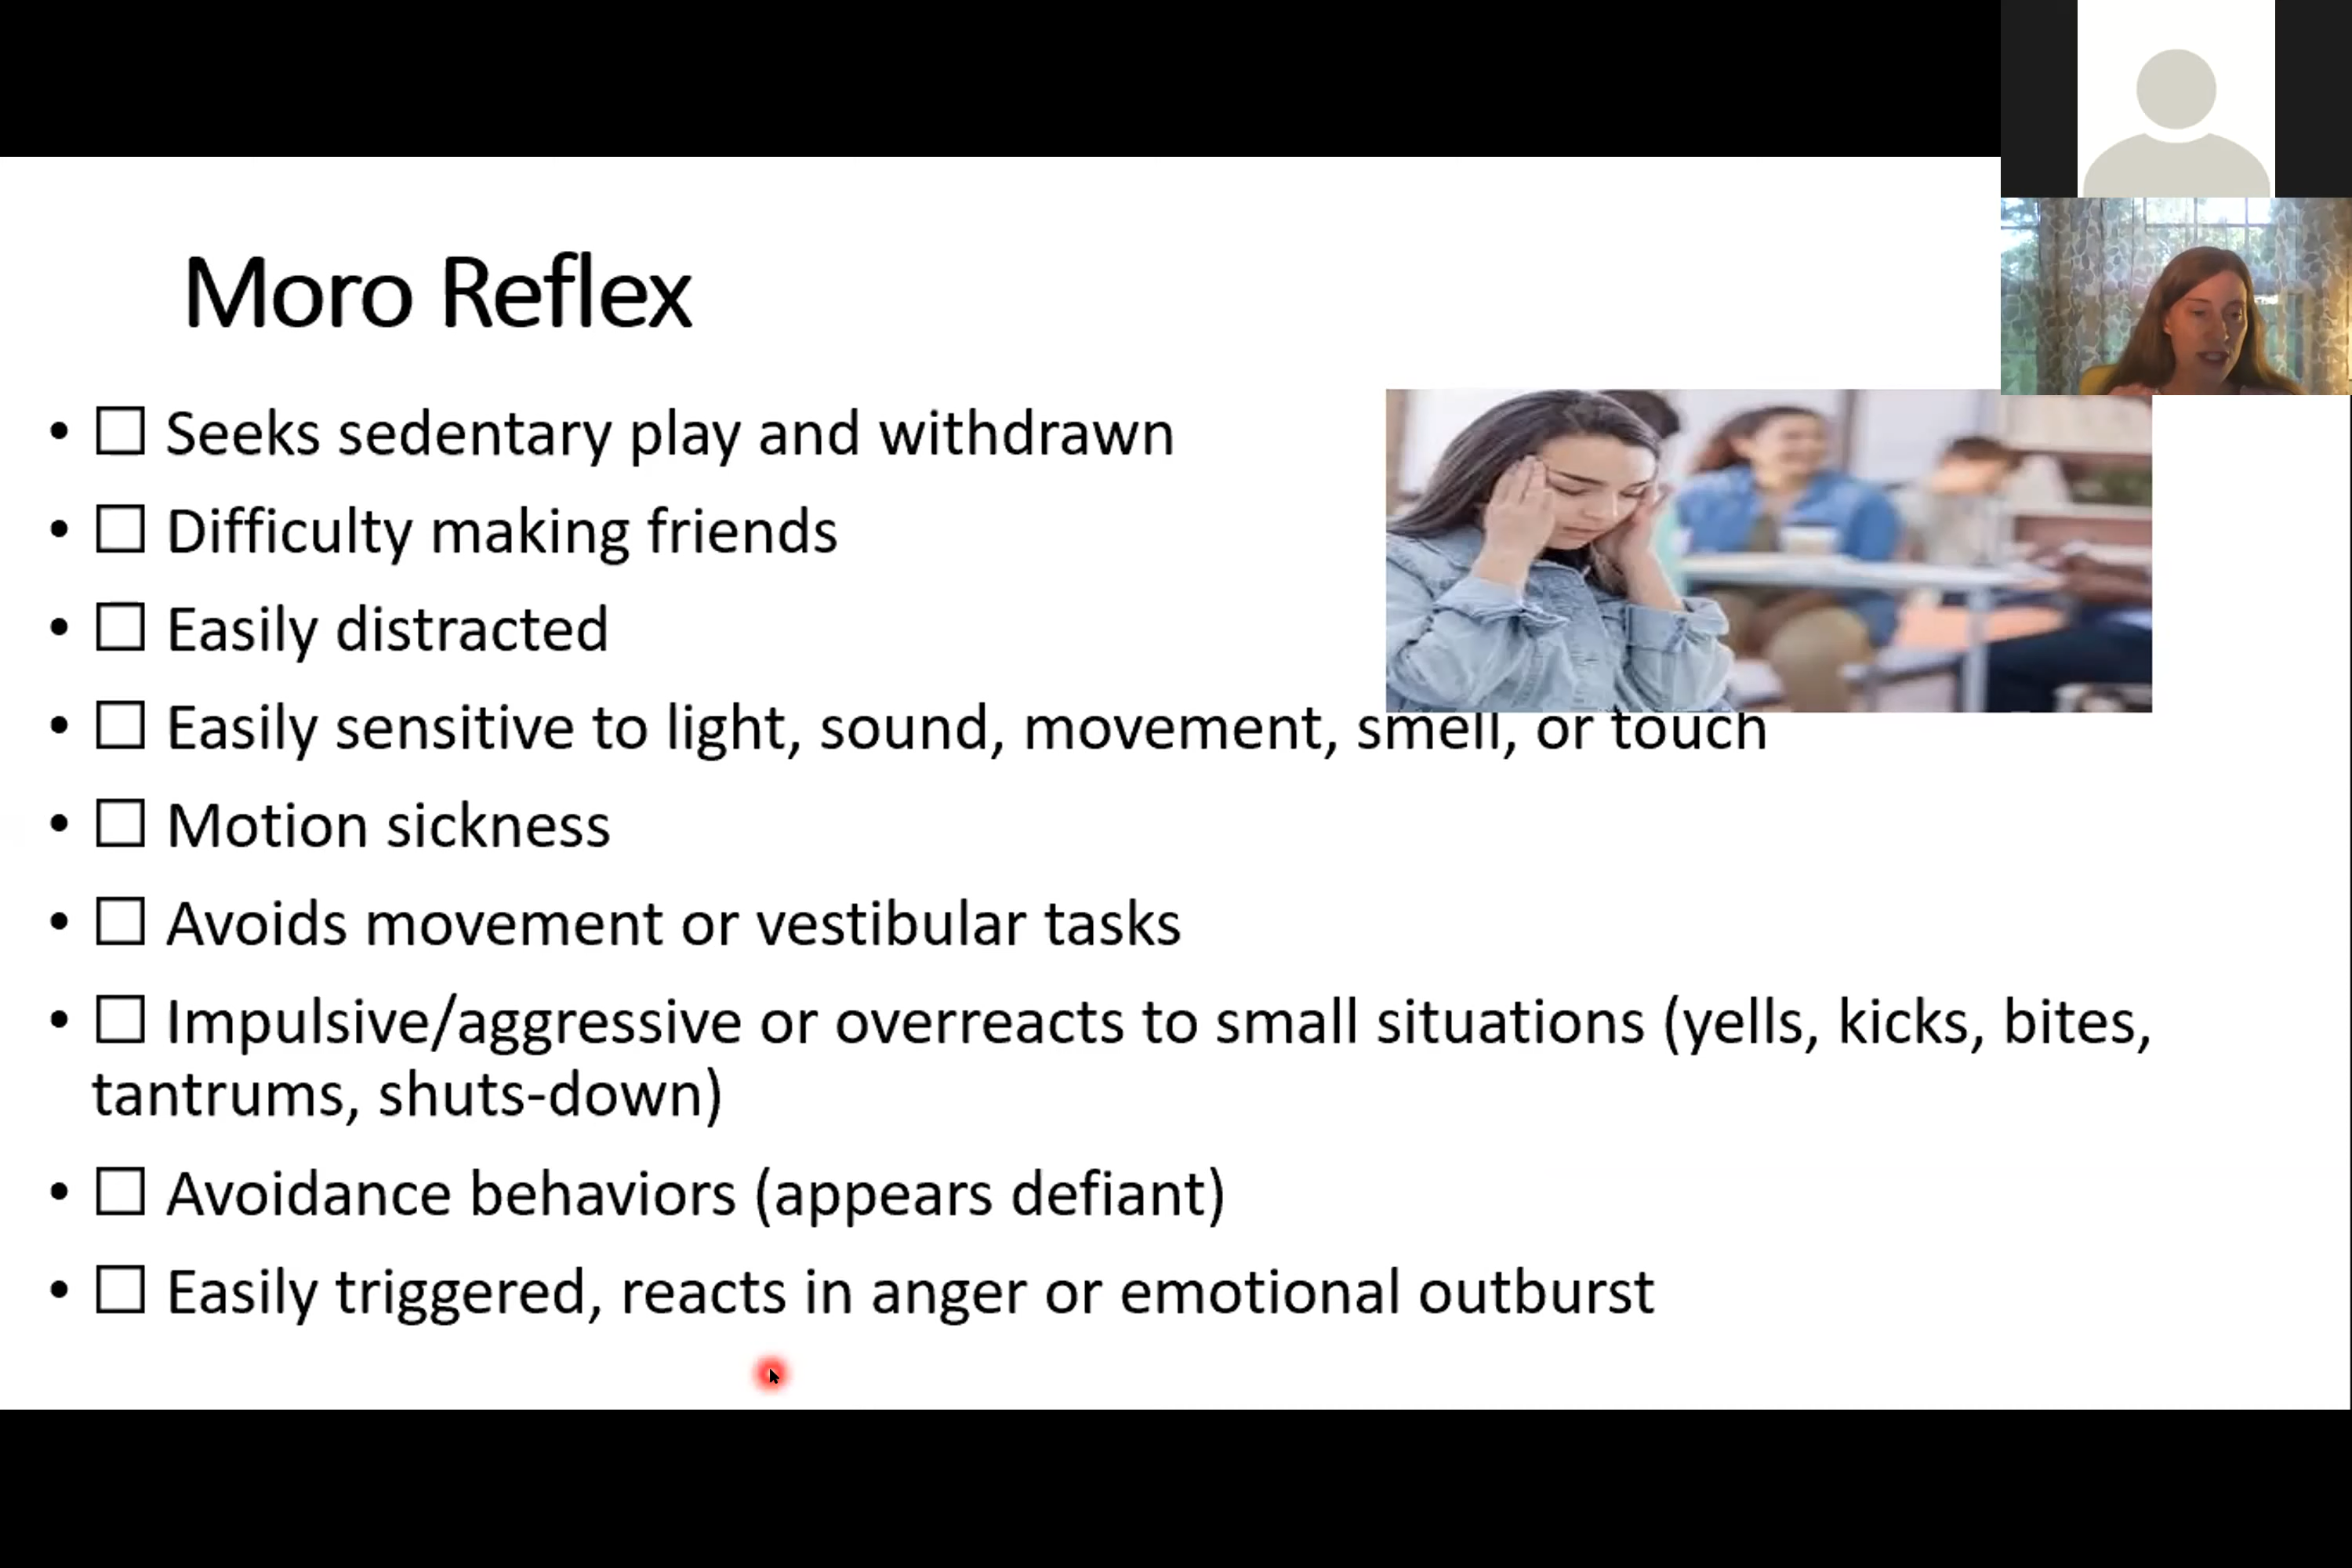 Moro Reflex
• ☐ Seeks sedentary play and withdrawn
• ☐ Difficulty making friends
• ☐ Easily distracted
• ☐ Easily sensitive to light, sound, movement, smell, or touch
• ☐ Motion sickness
• ☐ Avoids movement or vestibular tasks
• ☐ Impulsive/aggressive or overreacts to small situations (yells, kicks, bites,
tantrums, shuts-down)
• ☐ Avoidance behaviors (appears defiant)
• ☐ Easily triggered, reacts in anger or emotional outburst